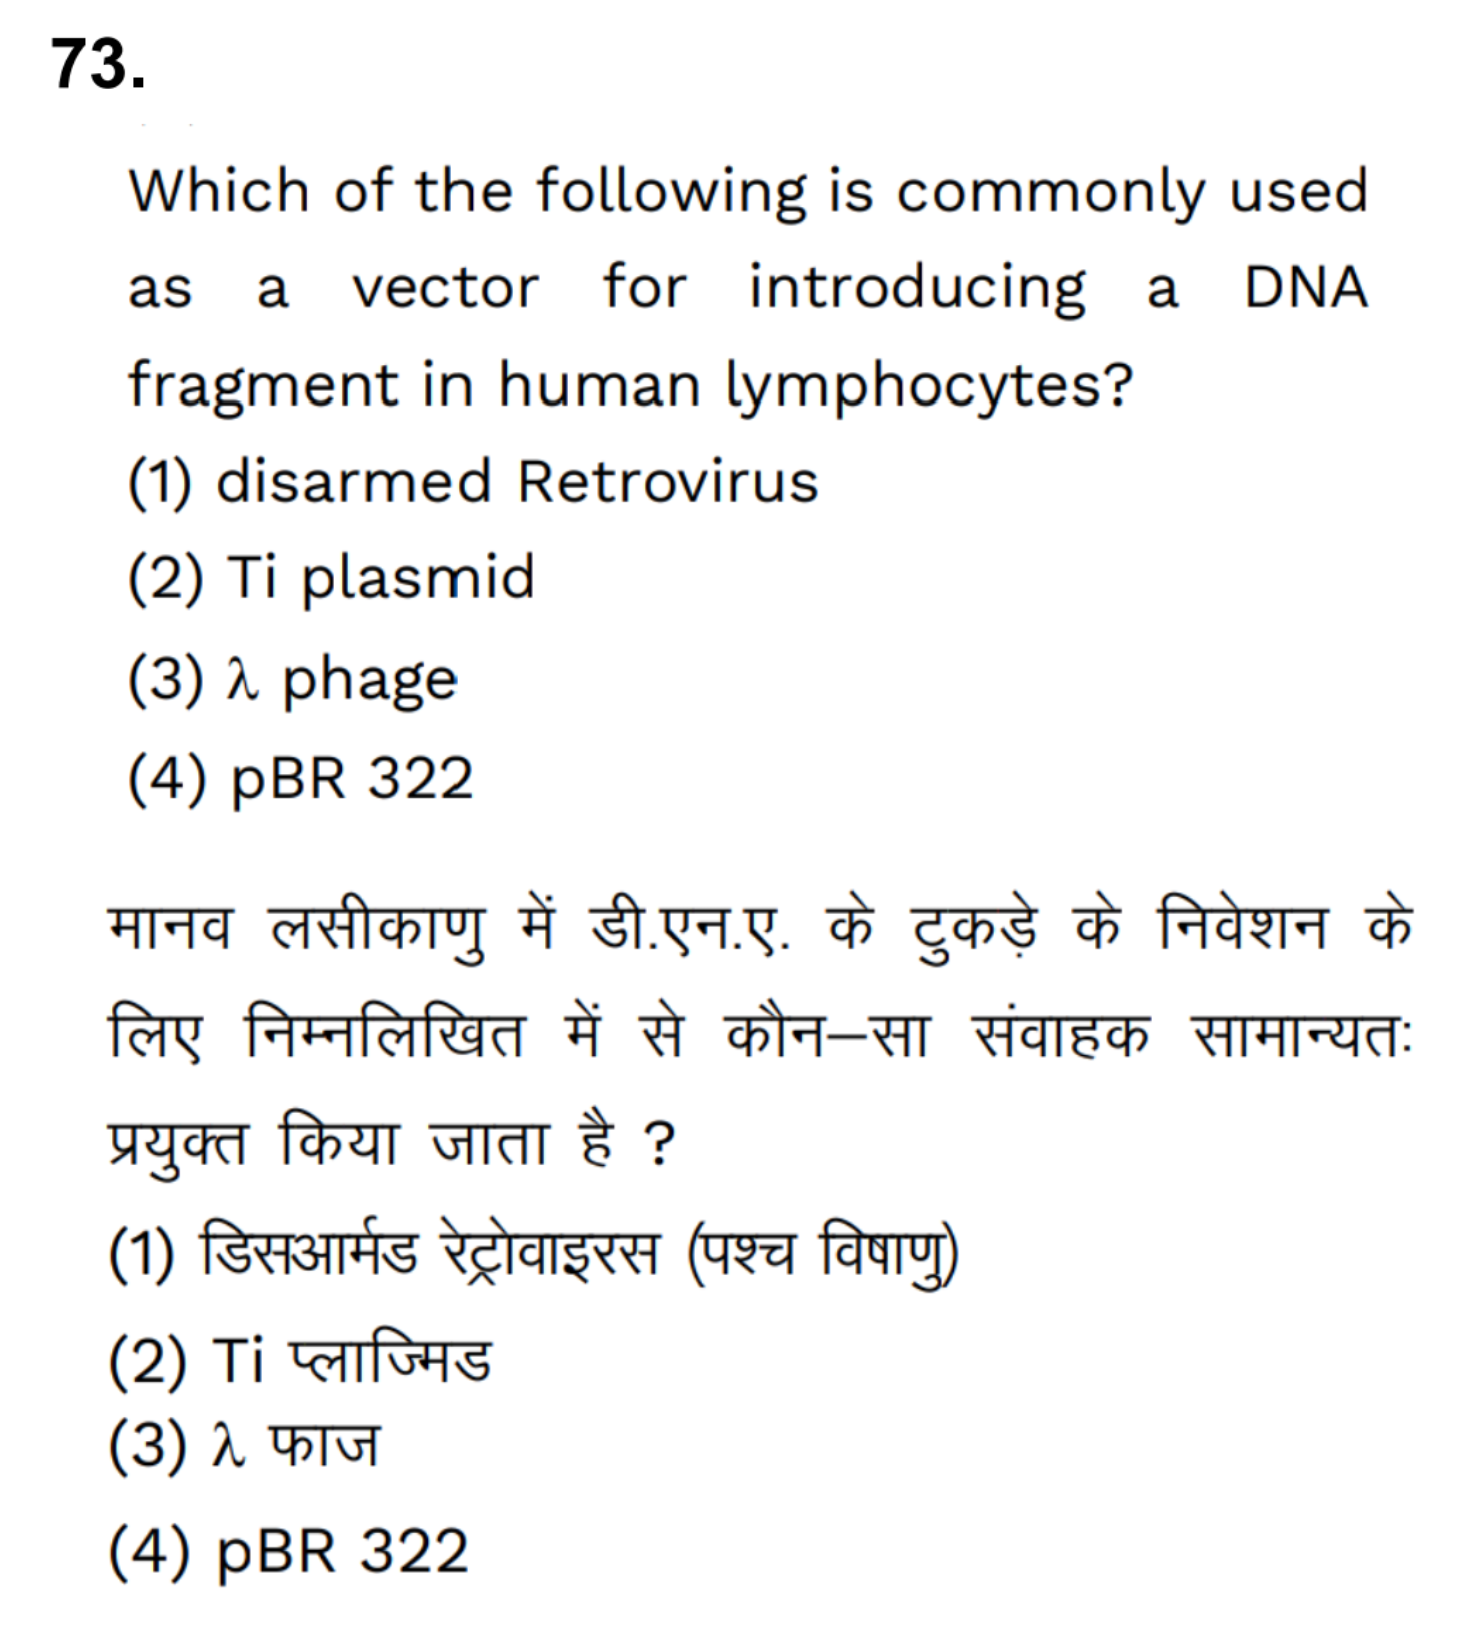 73.
Which of the following is commonly used
as a vector for introducing a DNA
fragment in human lymphocytes?
(1) disarmed Retrovirus
(2) Ti plasmid
(3) λ phage
(4) pBR 322
मानव लसीकाणु में डी.एन.ए. के टुकड़े के निवेशन के
लिए निम्नलिखित में से कौन–सा संवाहक सामान्यतः
प्रयुक्त किया जाता है ?
(1) डिसआर्मड रेट्रोवाइरस (पश्च विषाणु)
(2) Ti प्लाज्मिड
(3) λ फाज
(4) pBR 322